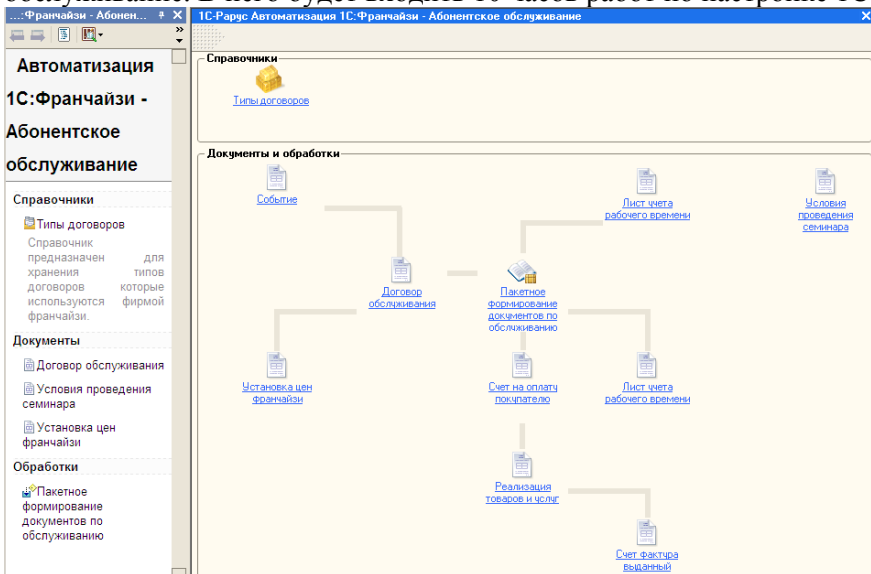 обслуживание. В него будет входить 10 часов работ по настройке 1С
...:Франчайзи - Абонен...
Автоматизация
1С:Франчайзи -
Абонентское
обслуживание
Справочники
Типы договоров
Справочник
предназначен для
хранения типов
договоров которые
используются фирмой
франчайзи.
Документы
Договор обслуживания
Условия проведения
семинара
Установка цен
франчайзи
Обработки
Пакетное
формирование
документов по
обслуживанию
1С-Рарус Автоматизация 1С:Франчайзи - Абонентское обслуживание
Справочники
Типы договоров
Документы и обработки
Событие
Лист учета
рабочего времени
Условия
проведения
семинара
Договор
обслуживания
Пакетное
формирование
документов по
обслуживанию
Установка цен
франчайзи
Счет на оплату
покупателю
Лист учета
рабочего времени
Реализация
товаров и услуг
Счет фактура
выданный